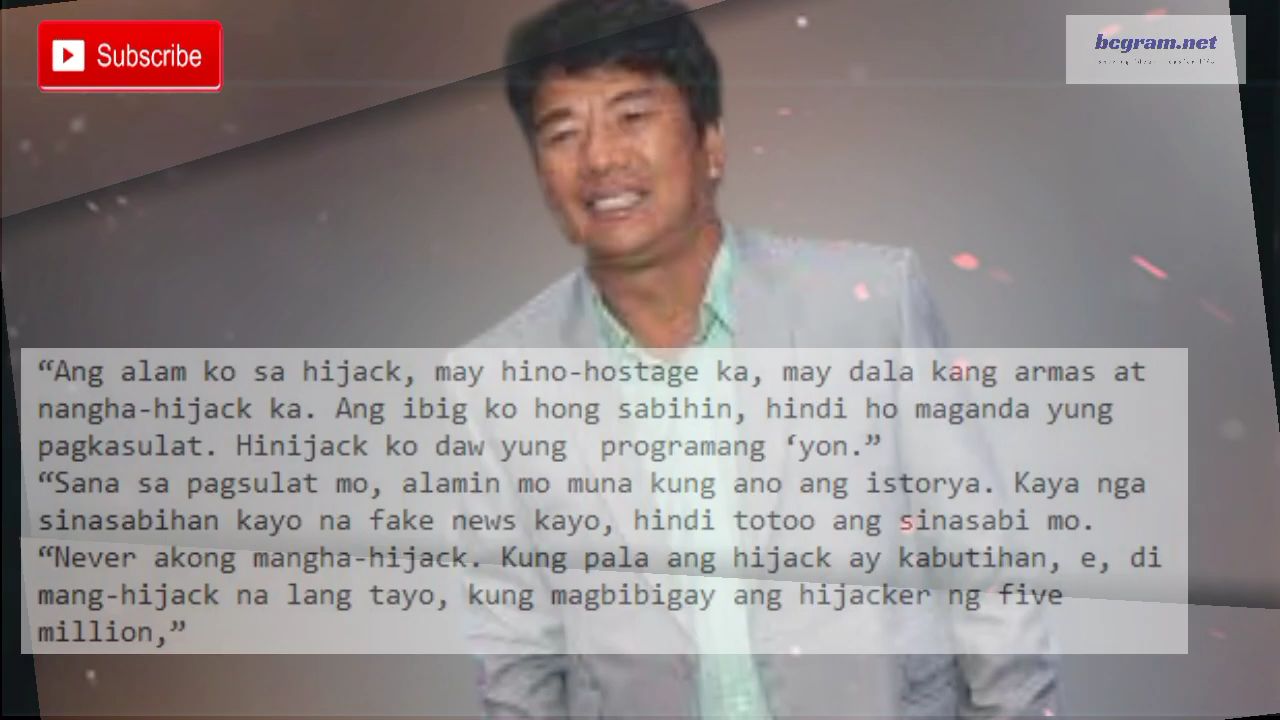 Subscribe
bcgram.net
“Ang alam ko sa hijack, may hino-hostage ka, may dala kang armas at
nangha-hijack ka. Ang ibig ko hong sabihin, hindi ho maganda yung
pagkasulat. Hinijack ko daw yung  programang ‘yon.”
“Sana sa pagsulat mo, alamin mo muna kung ano ang istorya. Kaya nga
sinasabihan kayo na fake news kayo, hindi totoo ang sinasabi mo.
“Never akong mangha-hijack. Kung pala ang hijack ay kabutihan, e, di
mang-hijack na lang tayo, kung magbibigay ang hijacker ng five
million,”